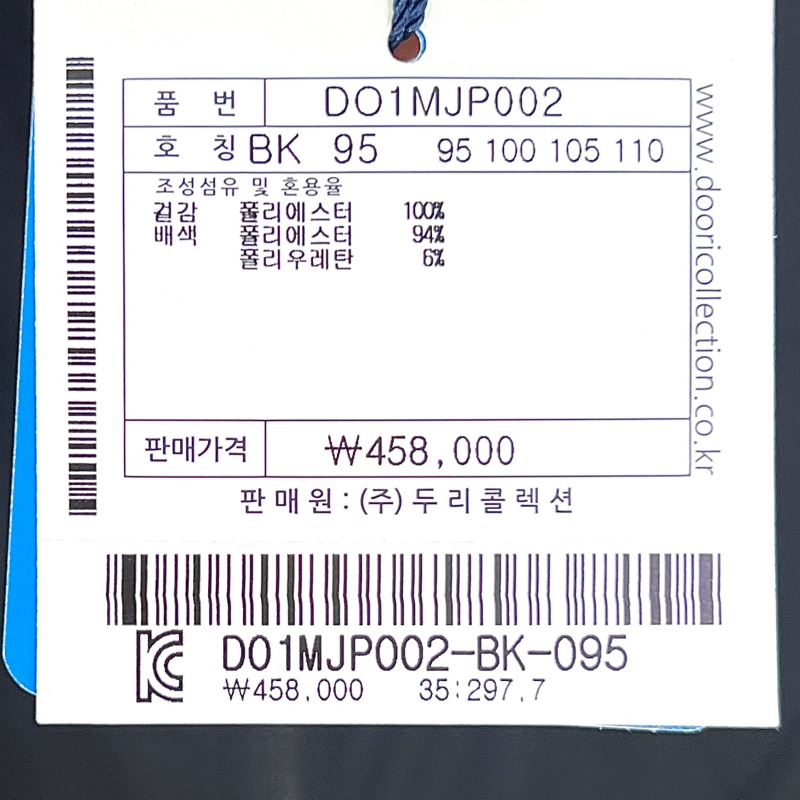 품 번 DO1MJP002
호 칭 BK 95 95 100 105 110
조성섬유 및 혼용율
겉감 폴리에스터 100%
배색 폴리에스터 94%
폴리우레탄 6%
판매가격 ₩458,000
판매원 : (주) 두리콜렉션
www.dooricollection.co.kr
KC DO1MJP002-BK-095
₩458,000 35:297.7